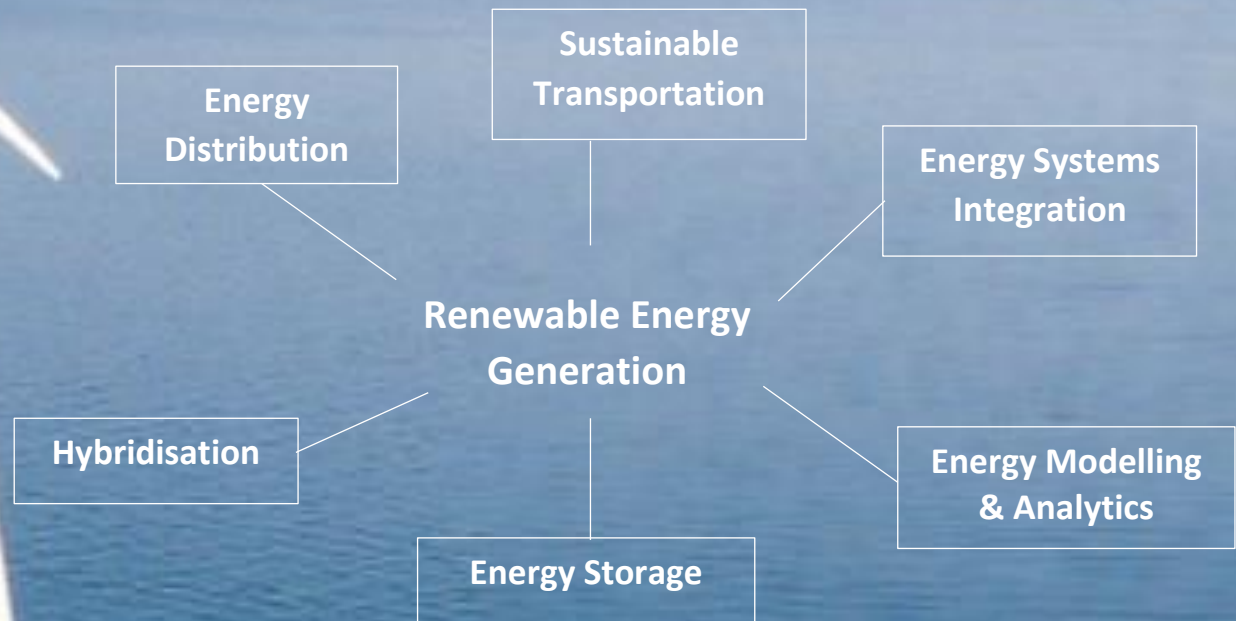 Sustainable
Transportation
Energy
Distribution
Energy Systems
Integration
Renewable Energy
Generation
Hybridisation
Energy Modelling
& Analytics
Energy Storage